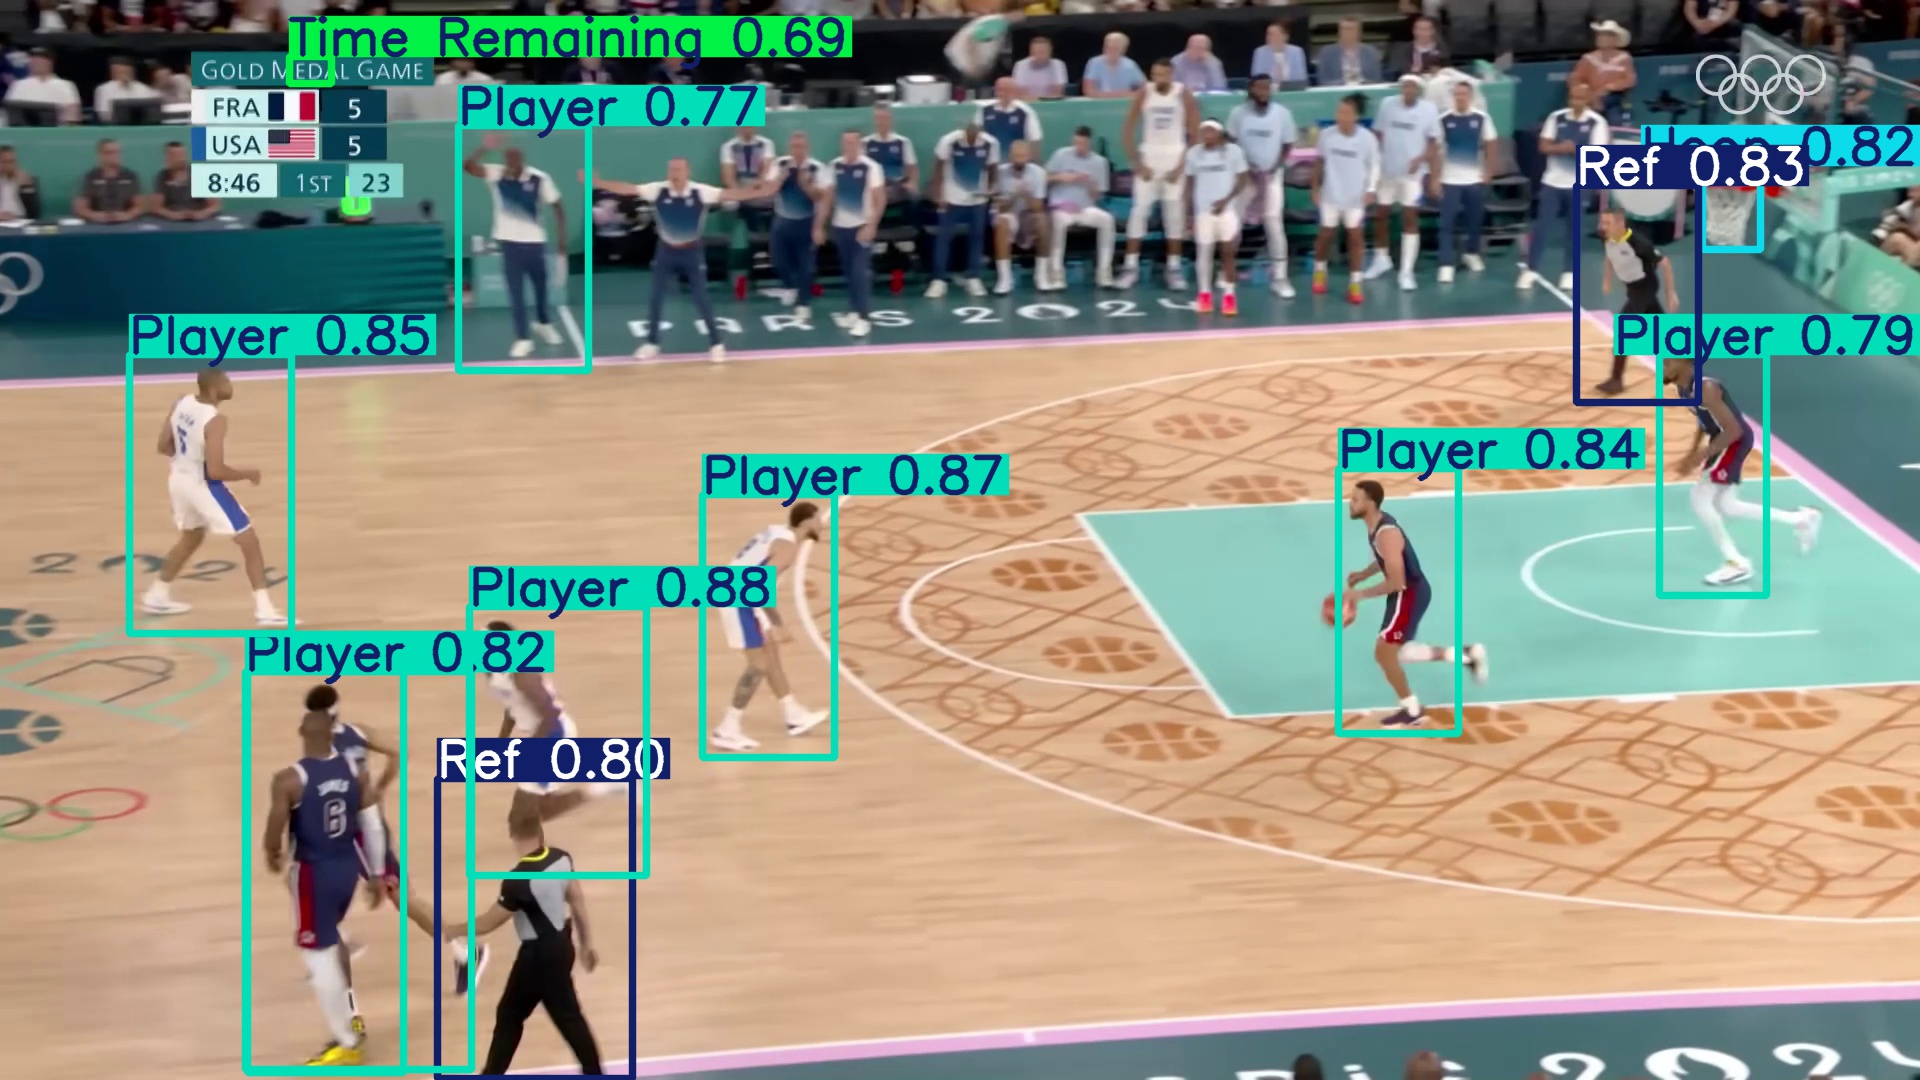 Time Remaining 0.69
GOLD MEDAL GAME
FRA 5
USA 5
8:46 1ST 23
Player 0.77
Hoop 0.82
Ref 0.83
PARIS 2024
Player 0.85
Player 0.79
Player 0.84
Player 0.87
2024
Player 0.88
Player 0.82
Ref 0.80
JAMES
6